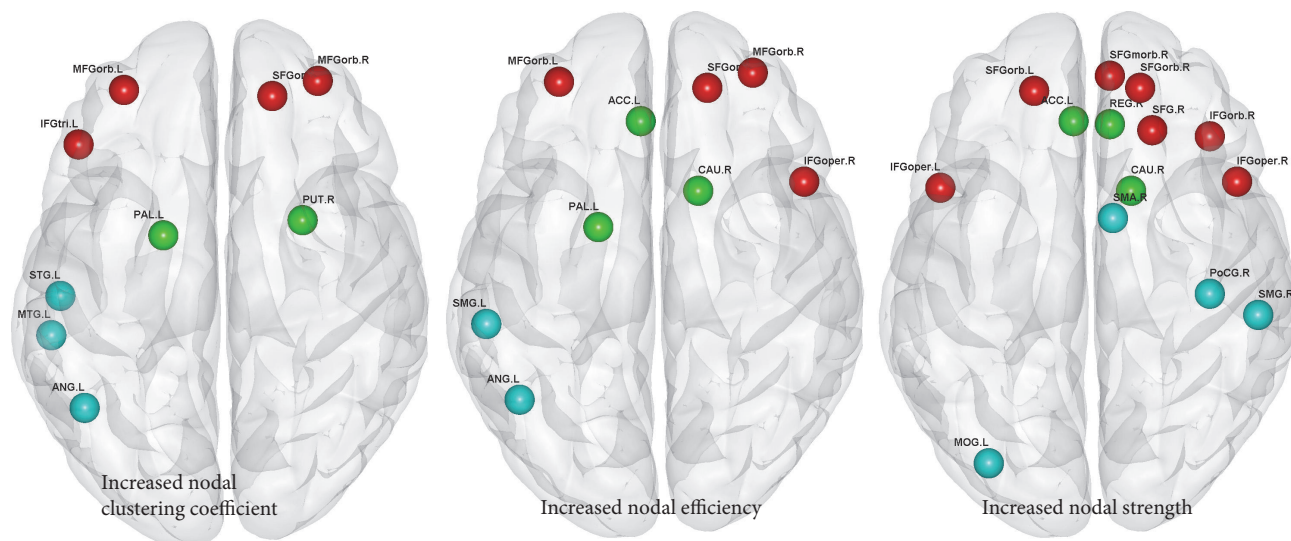 MFGorb.L
MFGorb.R
SFGor
IFGtri.L
PUT.R
PAL.L
STG.L
MTG.L
ANG.L
Increased nodal
clustering coefficient
MFGorb.R
MFGorb.L
SFGor
ACC.L
IFGoper.R
CAU.R
PAL.L
SMG.L
ANG.L
Increased nodal efficiency
SFGmorb.R
SFGorb.R
SFGorb.L
ACC.L
REG.R
SFG.R
IFGorb.R
IFGoper.L
IFGoper.R
CAU.R
SMA.R
PoCG.R
SMG.R
MOG.L
Increased nodal strength